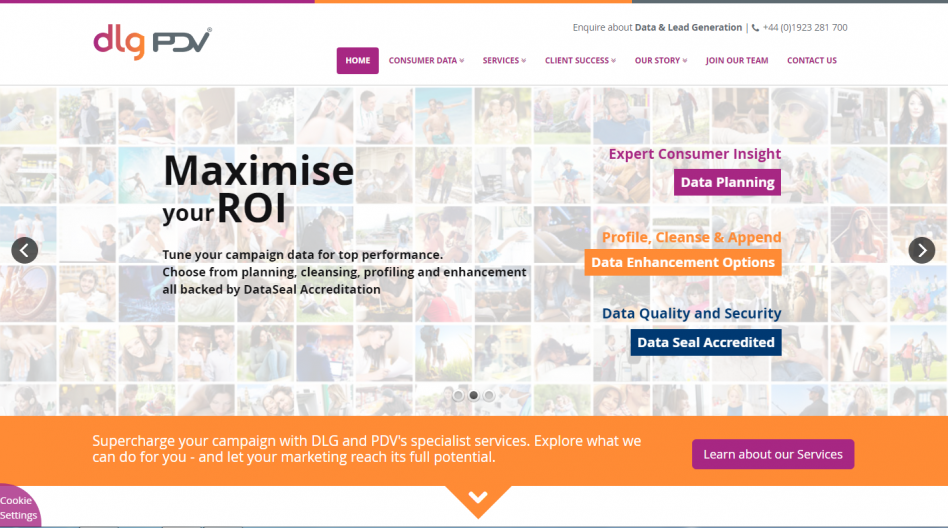 dlg PDV®
Enquire about Data & Lead Generation | +44 (0)1923 281 700
HOME CONSUMER DATA SERVICES CLIENT SUCCESS OUR STORY JOIN OUR TEAM CONTACT US
Maximise
your ROI
Tune your campaign data for top performance.
Choose from planning, cleansing, profiling and enhancement
all backed by DataSeal Accreditation
Expert Consumer Insight
Data Planning
Profile, Cleanse & Append
Data Enhancement Options
Data Quality and Security
Data Seal Accredited
Supercharge your campaign with DLG and PDV's specialist services. Explore what we
can do for you - and let your marketing reach its full potential.
Learn about our Services
Cookie
Settings